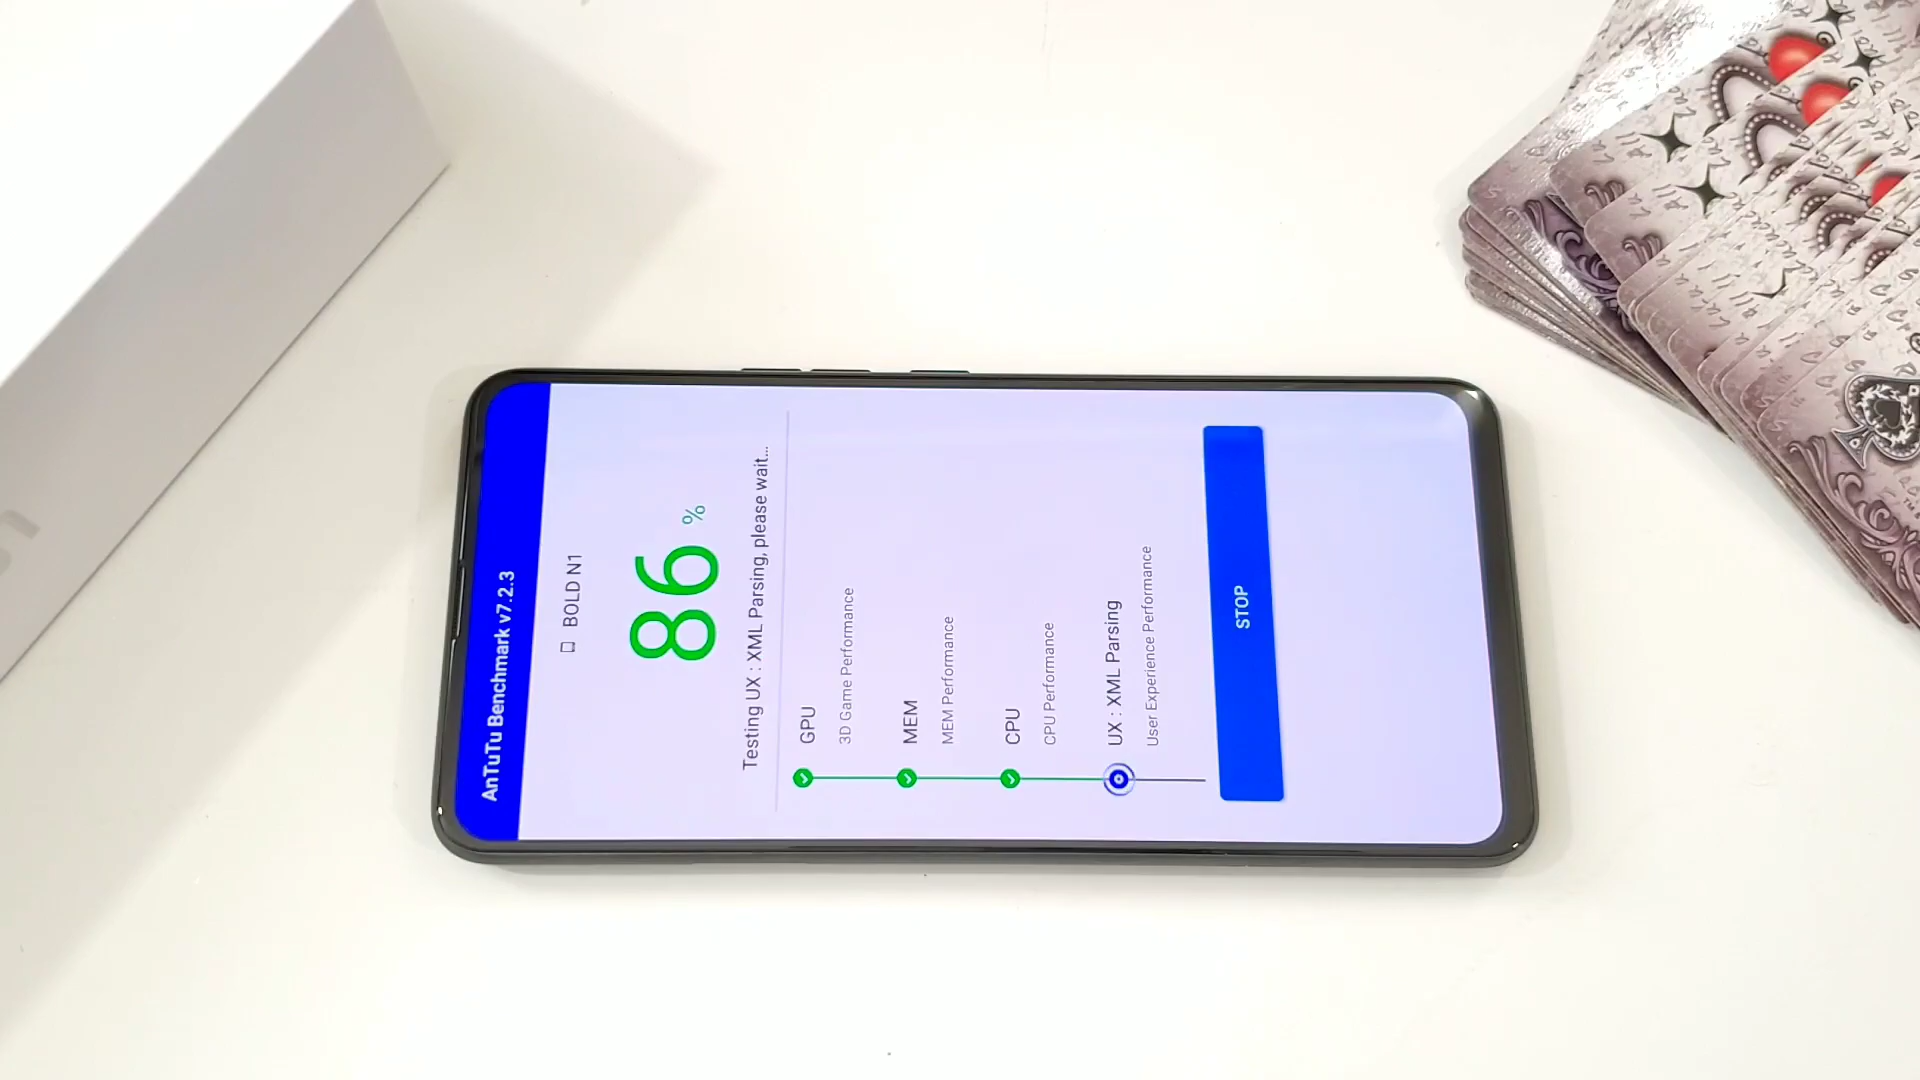 AnTuTu Benchmark v7.2.3
BOLD N1
86 %
Testing UX : XML Parsing, please wait...
GPU
3D Game Performance
MEM
MEM Performance
CPU
CPU Performance
UX : XML Parsing
User Experience Performance
STOP